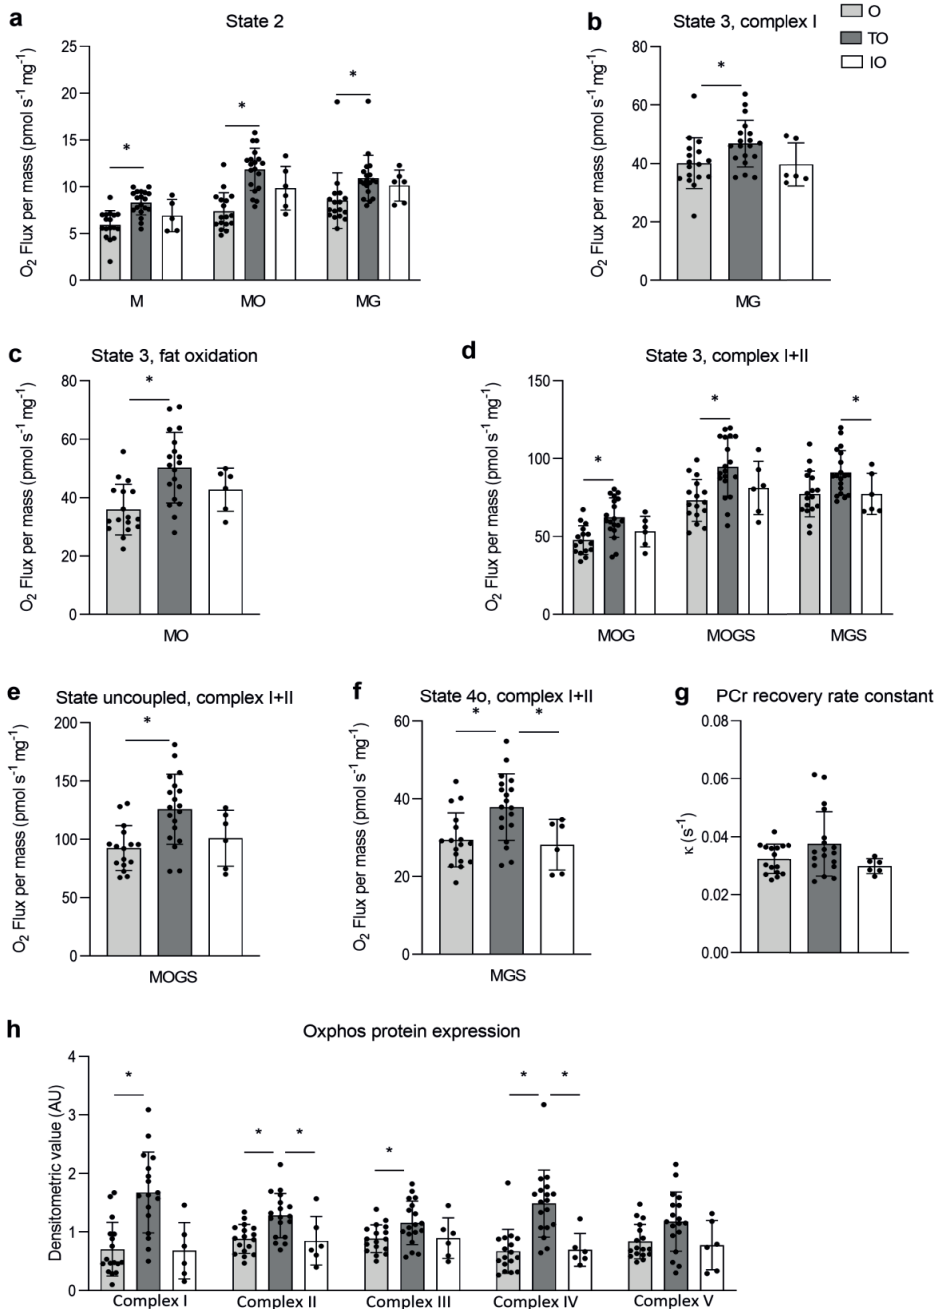 a
State 2
O₂ Flux per mass (pmol s⁻¹ mg⁻¹)
25
20
15
10
5
0
*
*
*
M
MO
MG
b
State 3, complex I
O₂ Flux per mass (pmol s⁻¹ mg⁻¹)
80
60
40
20
0
*
MG
O
TO
IO
c
State 3, fat oxidation
O₂ Flux per mass (pmol s⁻¹ mg⁻¹)
80
60
40
20
0
*
MO
d
State 3, complex I+II
O₂ Flux per mass (pmol s⁻¹ mg⁻¹)
150
100
50
0
*
*
*
MOG
MOGS
MGS
e
State uncoupled, complex I+II
O₂ Flux per mass (pmol s⁻¹ mg⁻¹)
200
150
100
50
0
*
MOGS
f
State 4o, complex I+II
O₂ Flux per mass (pmol s⁻¹ mg⁻¹)
60
40
20
0
*
*
MGS
g
PCr recovery rate constant
κ (s⁻¹)
0.08
0.06
0.04
0.02
0.00
h
Oxphos protein expression
Densitometric value (AU)
4
3
2
1
0
*
*
*
*
*
*
Complex I
Complex II
Complex III
Complex IV
Complex V